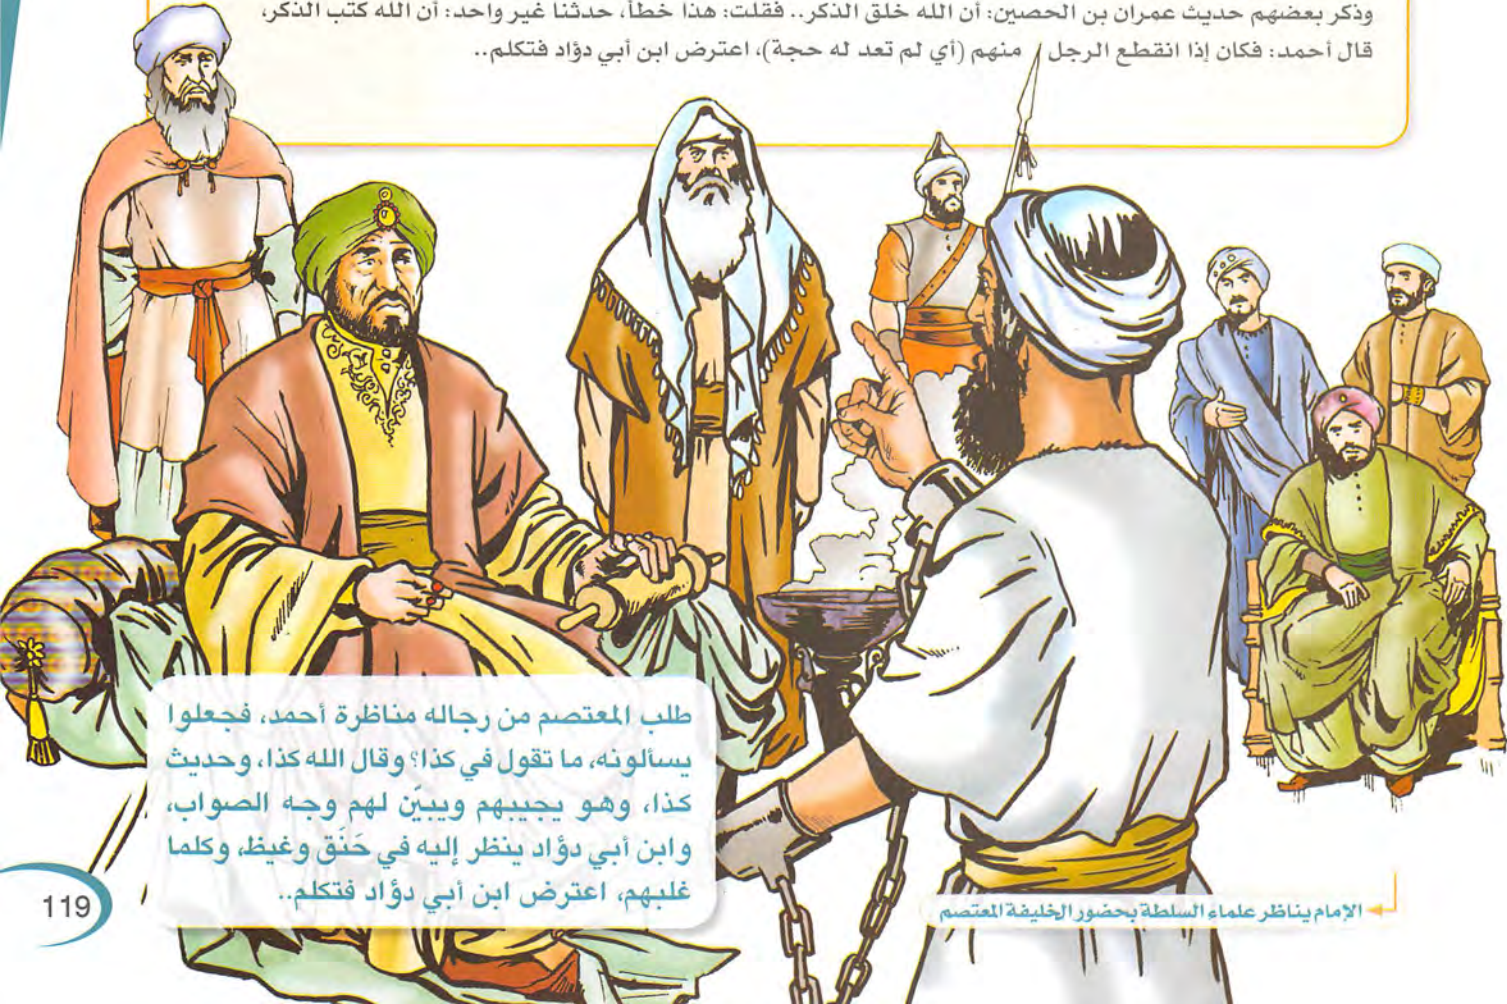 وذكر بعضهم حديث عمران بن الحصين: أن الله خلق الذكر.. فقلت: هذا خطأ، حدثنا غير واحد: أن الله كتب الذكر،
قال أحمد: فكان إذا انقطع الرجل منهم (أي لم تعد له حجة)، اعترض ابن أبي دؤاد فتكلم..
طلب المعتصم من رجاله مناظرة أحمد، فجعلوا
يسألونه، ما تقول في كذا؟ وقال الله كذا، وحديث
كذا، وهو يجيبهم ويبيّن لهم وجه الصواب،
وابن أبي دؤاد ينظر إليه في حَنَق وغيظ، وكلما
غلبهم، اعترض ابن أبي دؤاد فتكلم..
الإمام يناظر علماء السلطة بحضور الخليفة المعتصم
119